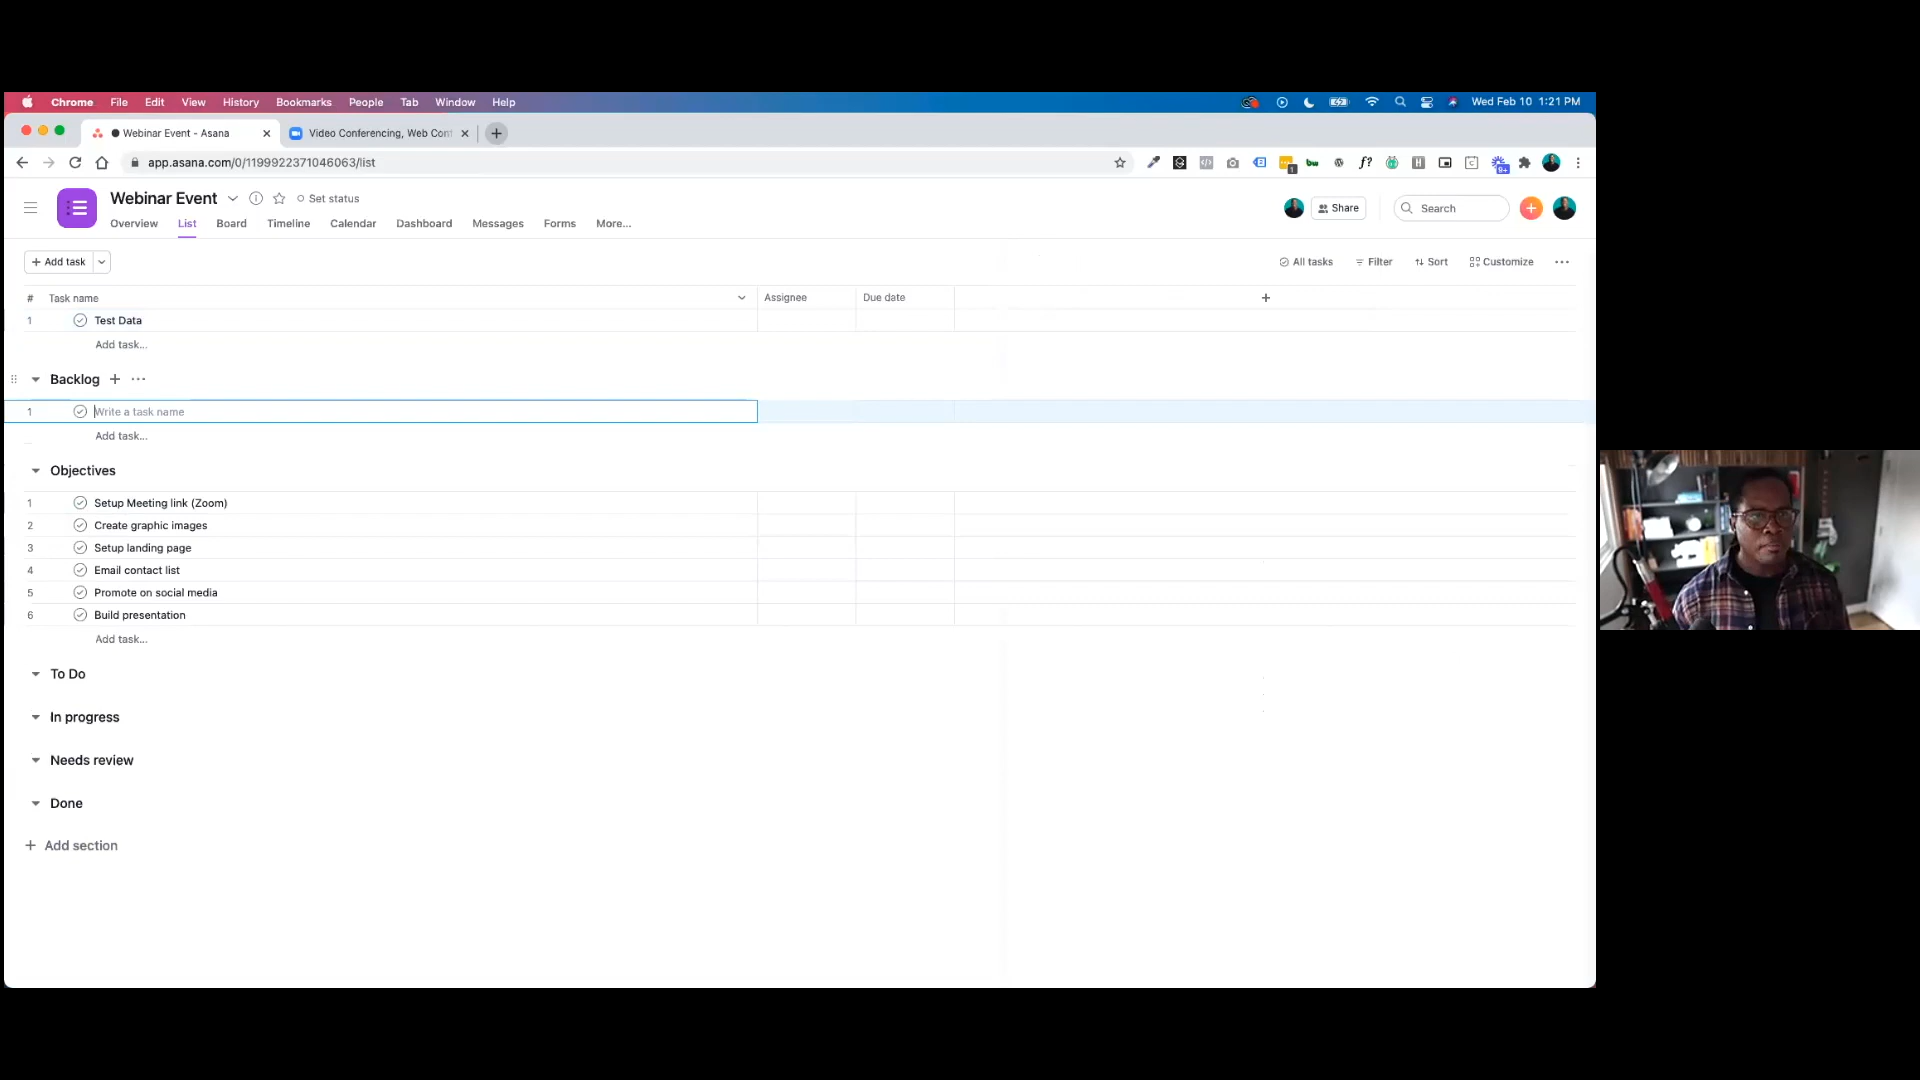 Chrome File Edit View History Bookmarks People Tab Window Help Wed Feb 10 1:21 PM
Webinar Event - Asana Video Conferencing, Web Conf
app.asana.com/0/1199922371046063/list
Webinar Event Set status Share Search
Overview List Board Timeline Calendar Dashboard Messages Forms More...
Add task All tasks Filter Sort Customize
# Task name Assignee Due date
1 Test Data
Add task...
Backlog
1 Write a task name
Add task...
Objectives
1 Setup Meeting link (Zoom)
2 Create graphic images
3 Setup landing page
4 Email contact list
5 Promote on social media
6 Build presentation
Add task...
To Do
In progress
Needs review
Done
Add section